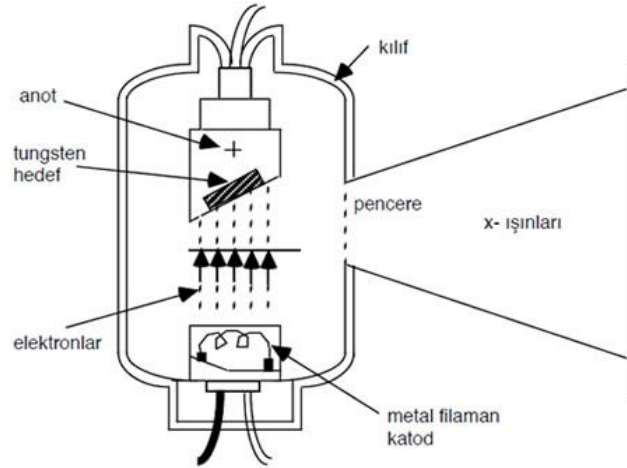 kılıf
anot
tungsten
hedef
pencere
x- ışınları
elektronlar
metal filaman
katod